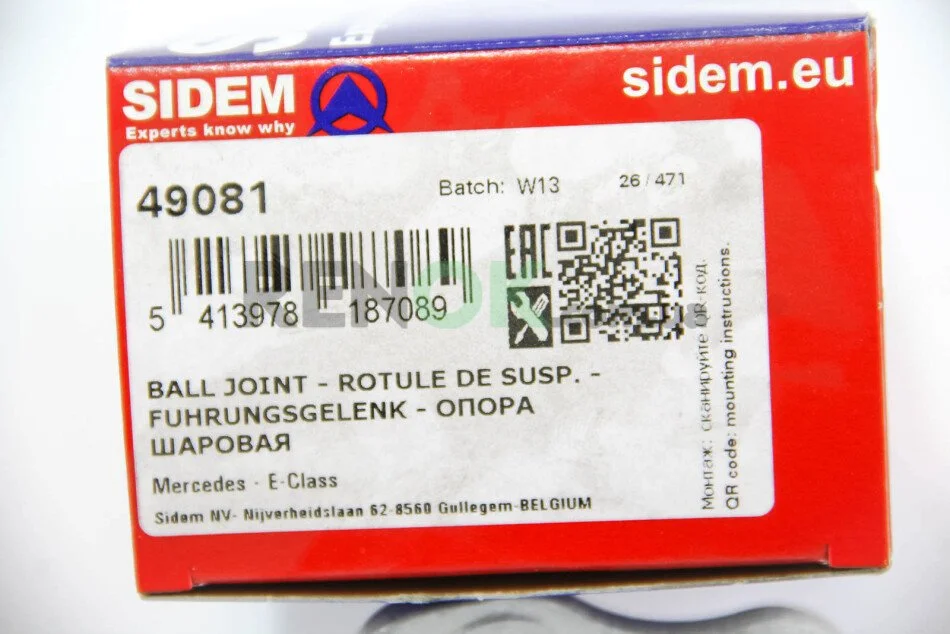 SIDEM
Experts know why
sidem.eu
49081
Batch: W13
26/471
EAC
5 413978 187089
BALL JOINT - ROTULE DE SUSP. -
FUHRUNGSGELENK - ОПОРА
ШАРОВАЯ
Mercedes - E-Class
Sidem NV- Nijverheidslaan 62-8560 Gullegem-BELGIUM
Монтаж: сканируйте QR-код.
QR code: mounting instructions.